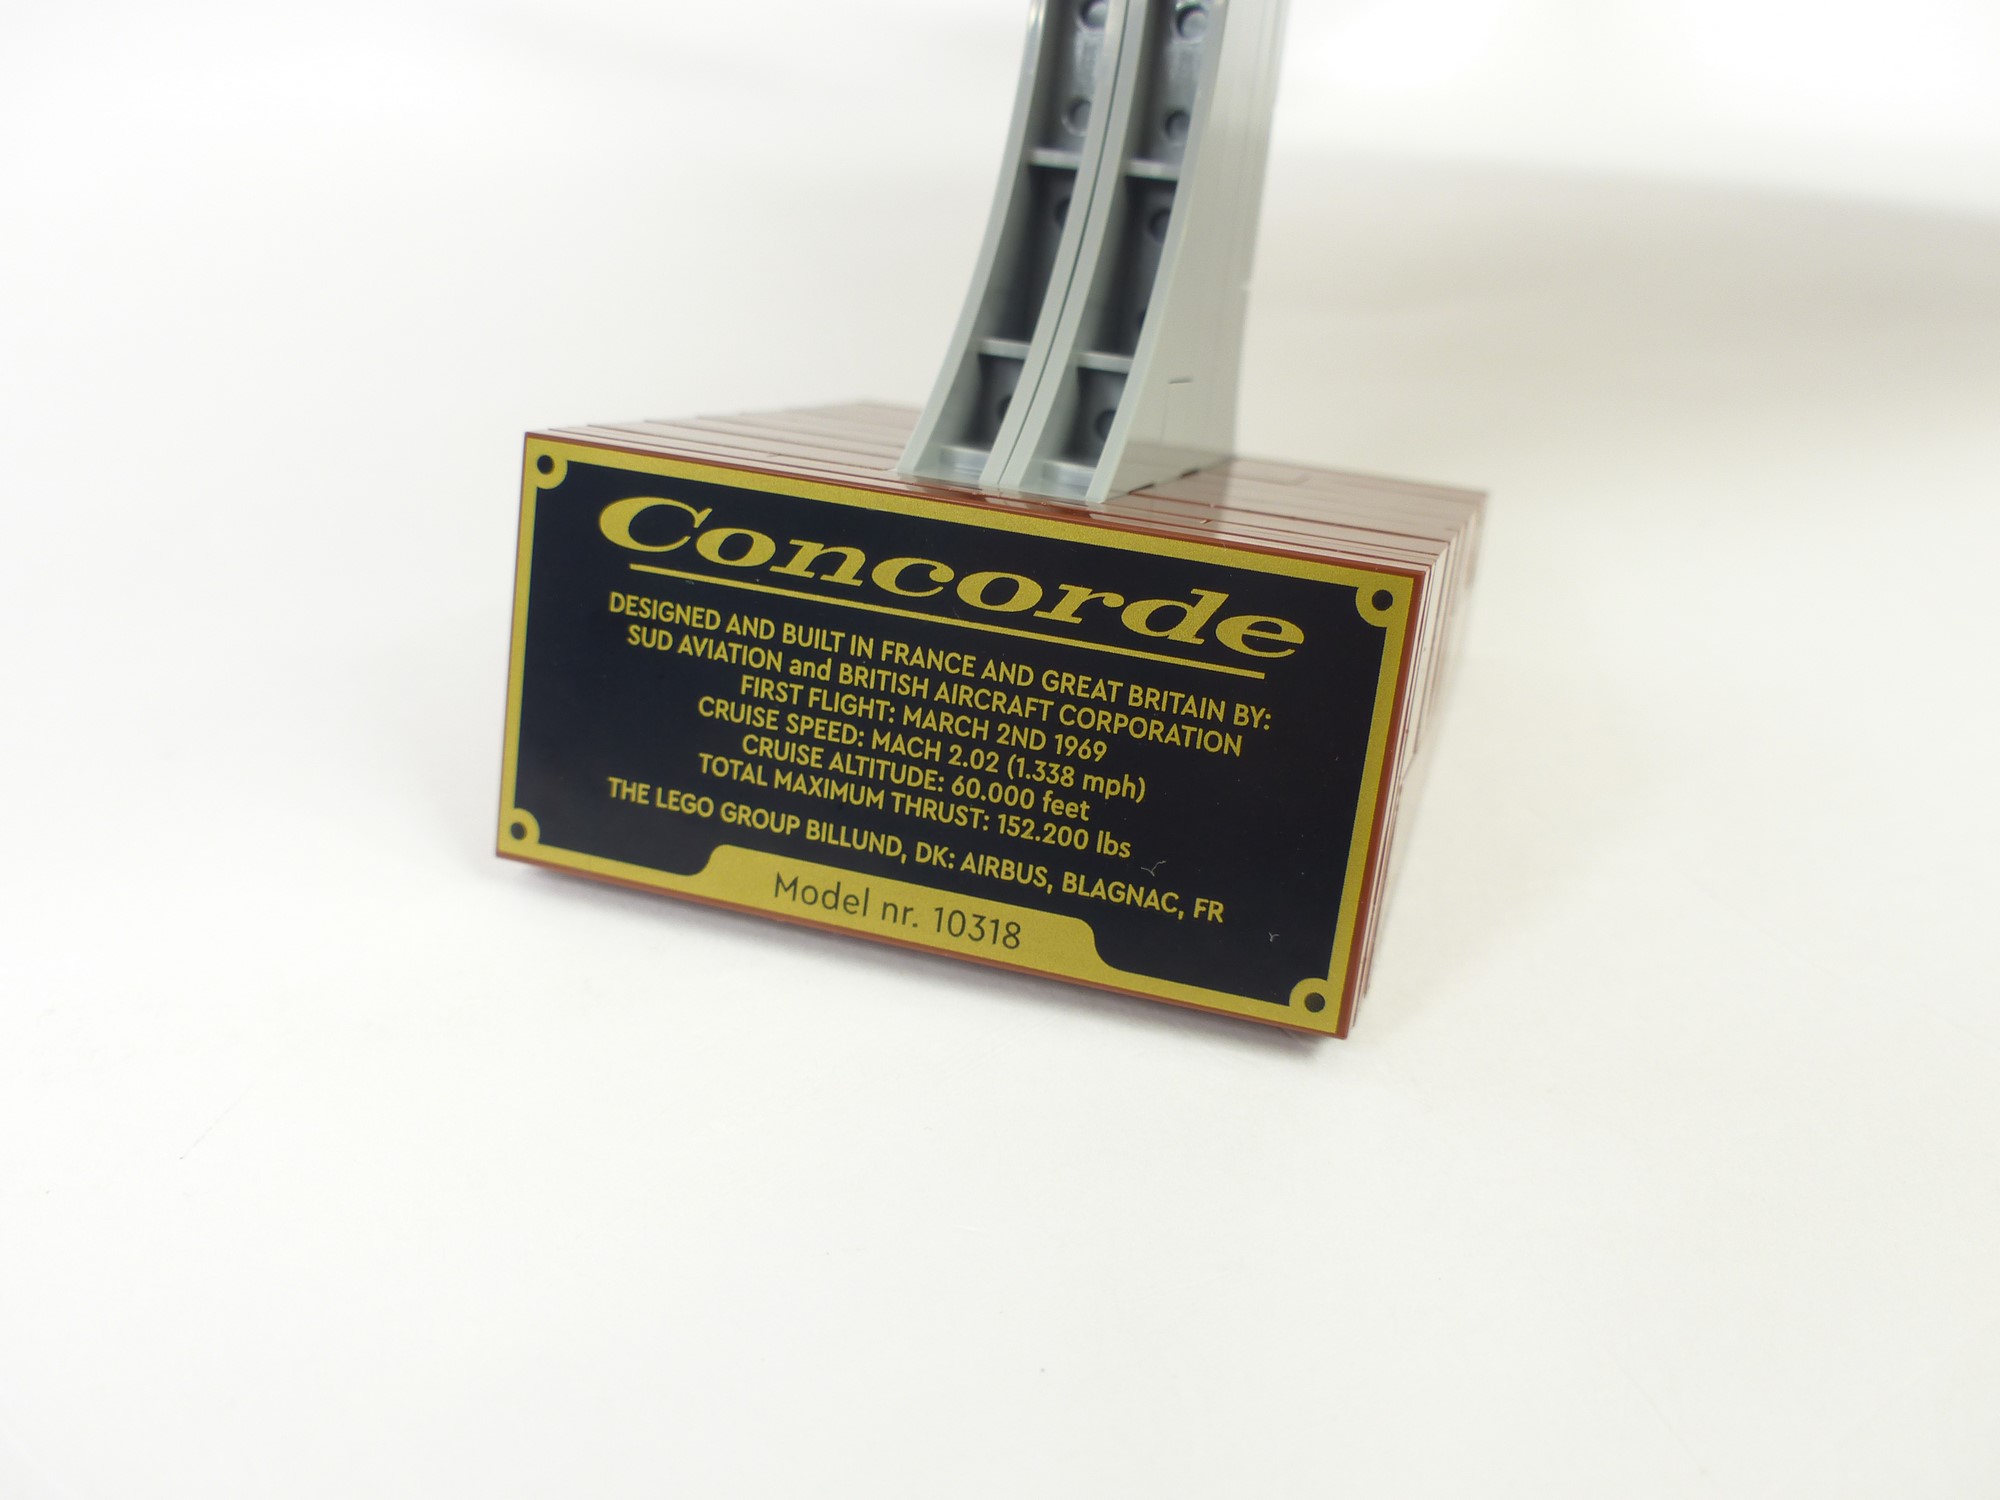 Concorde
DESIGNED AND BUILT IN FRANCE AND GREAT BRITAIN BY:
SUD AVIATION and BRITISH AIRCRAFT CORPORATION
FIRST FLIGHT: MARCH 2ND 1969
CRUISE SPEED: MACH 2.02 (1.338 mph)
CRUISE ALTITUDE: 60.000 feet
TOTAL MAXIMUM THRUST: 152.200 lbs
THE LEGO GROUP BILLUND, DK: AIRBUS, BLAGNAC, FR
Model nr. 10318